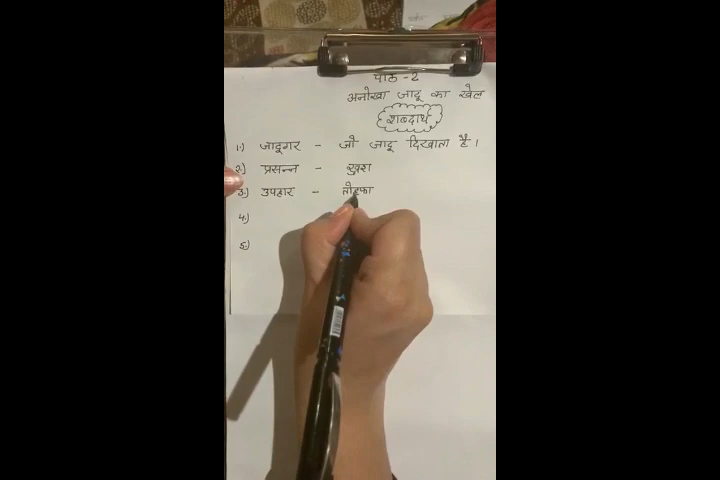 पाठ -2
अनोखा जादू का खेल
शब्दार्थ
1.) जादूगर - जो जादू दिखाता है।
2.) प्रसन्न - खुश
3.) उपहार - तोहफा
4.)
5.)